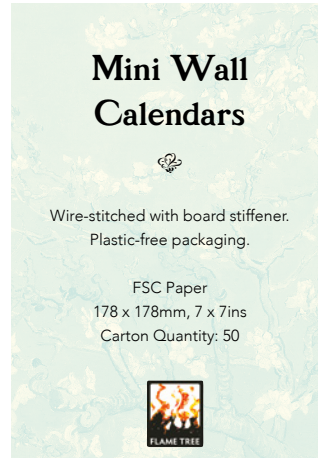 Mini Wall
Calendars
Wire-stitched with board stiffener.
Plastic-free packaging.
FSC Paper
178 x 178mm, 7 x 7ins
Carton Quantity: 50
FLAME TREE